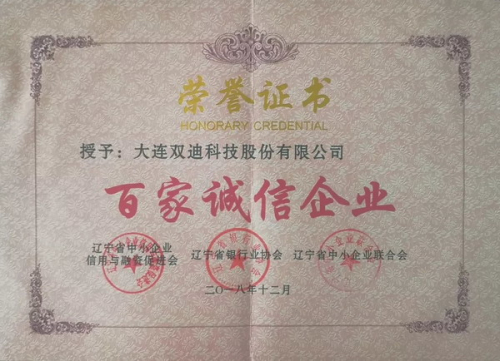 荣誉证书
HONORARY CREDENTIAL
授予：大连双迪科技股份有限公司
百家诚信企业
辽宁省中小企业
信用与融资促进会
辽宁省银行业协会
辽宁省中小企业联合会
二〇一八年十二月